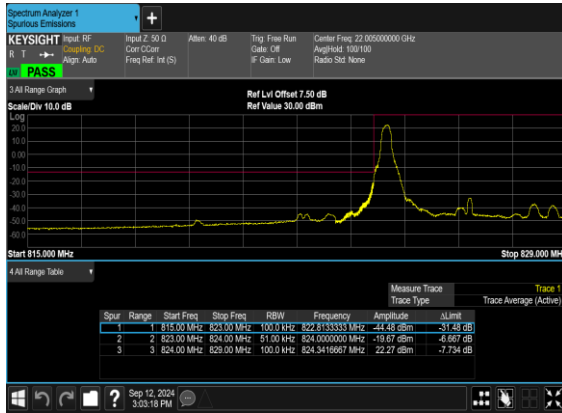 Spectrum Analyzer 1
Spurious Emissions
KEYSIGHT Input: RF Input Z: 50 Ω Atten: 40 dB Trig: Free Run Center Freq: 22.005000000 GHz
R T Coupling: DC Corr CCorr Gate: Off Avg|Hold: 100/100
Align: Auto Freq Ref: Int (S) IF Gain: Low Radio Std: None
PASS
3 All Range Graph
Ref Lvl Offset 7.50 dB
Scale/Div 10.0 dB Ref Value 30.00 dBm
Log
20.0
10.0
0.00
-10.0
-20.0
-30.0
-40.0
-50.0
-60.0
Start 815.000 MHz Stop 829.000 MH
4 All Range Table
Measure Trace Trace 1
Trace Type Trace Average (Active)
Spur Range Start Freq Stop Freq RBW Frequency Amplitude ΔLimit
1 1 815.00 MHz 823.00 MHz 100.0 kHz 822.8133333 MHz -44.48 dBm -31.48 dB
2 2 823.00 MHz 824.00 MHz 51.00 kHz 824.0000000 MHz -19.67 dBm -6.667 dB
3 3 824.00 MHz 829.00 MHz 100.0 kHz 824.3416667 MHz 22.27 dBm -7.734 dB
? Sep 12, 2024
3:03:18 PM